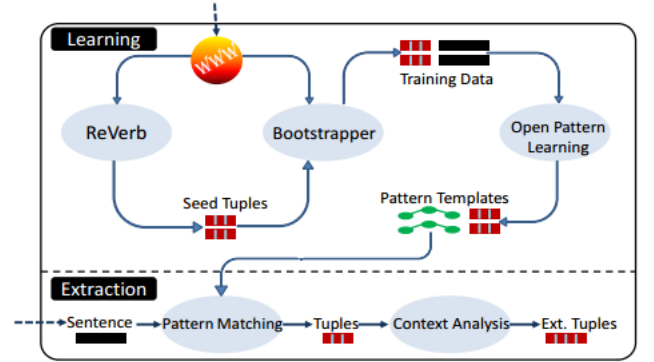 Learning
WWW
Training Data
ReVerb
Bootstrapper
Open Pattern
Learning
Seed Tuples
Pattern Templates
Extraction
Sentence
Pattern Matching
Tuples
Context Analysis
Ext. Tuples